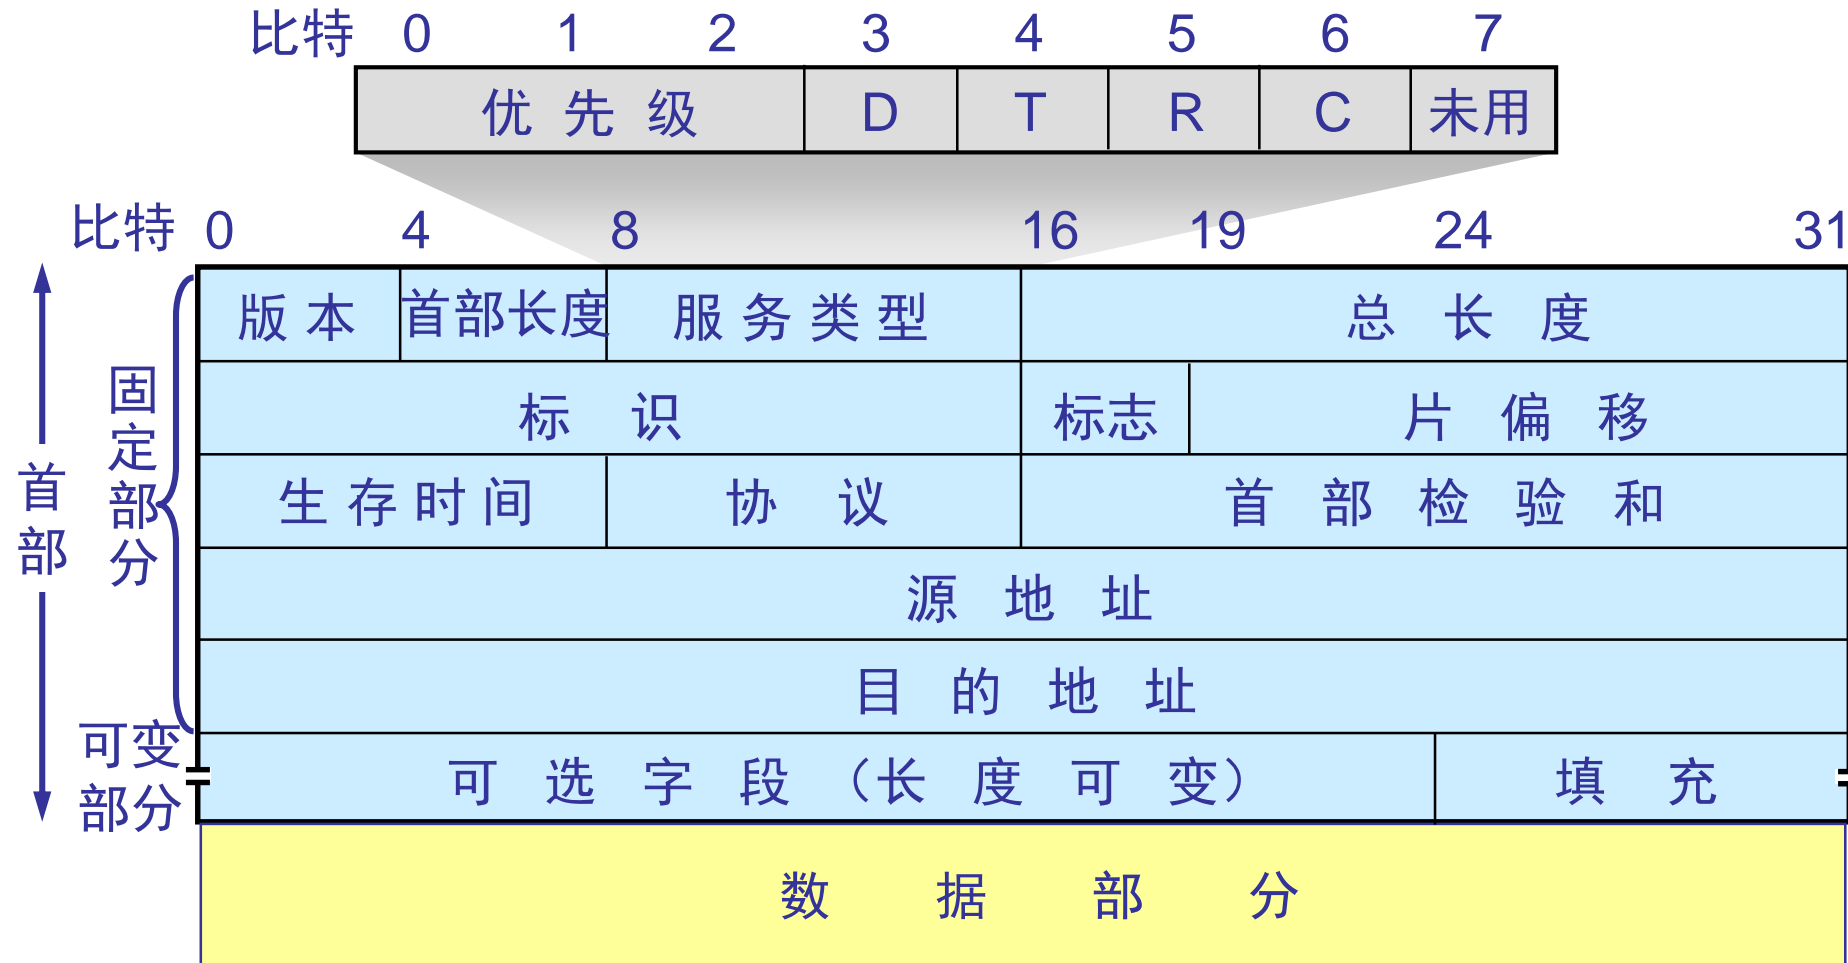 比特 0 1 2 3 4 5 6 7
优先级 D T R C 未用
比特 0 4 8 16 19 24 31
版本 首部长度 服务类型 总长度
标识 标志 片偏移
生存时间 协议 首部检验和
源地址
目的地址
可选字段（长度可变） 填充
数据部分
首部
固定部分
可变
部分